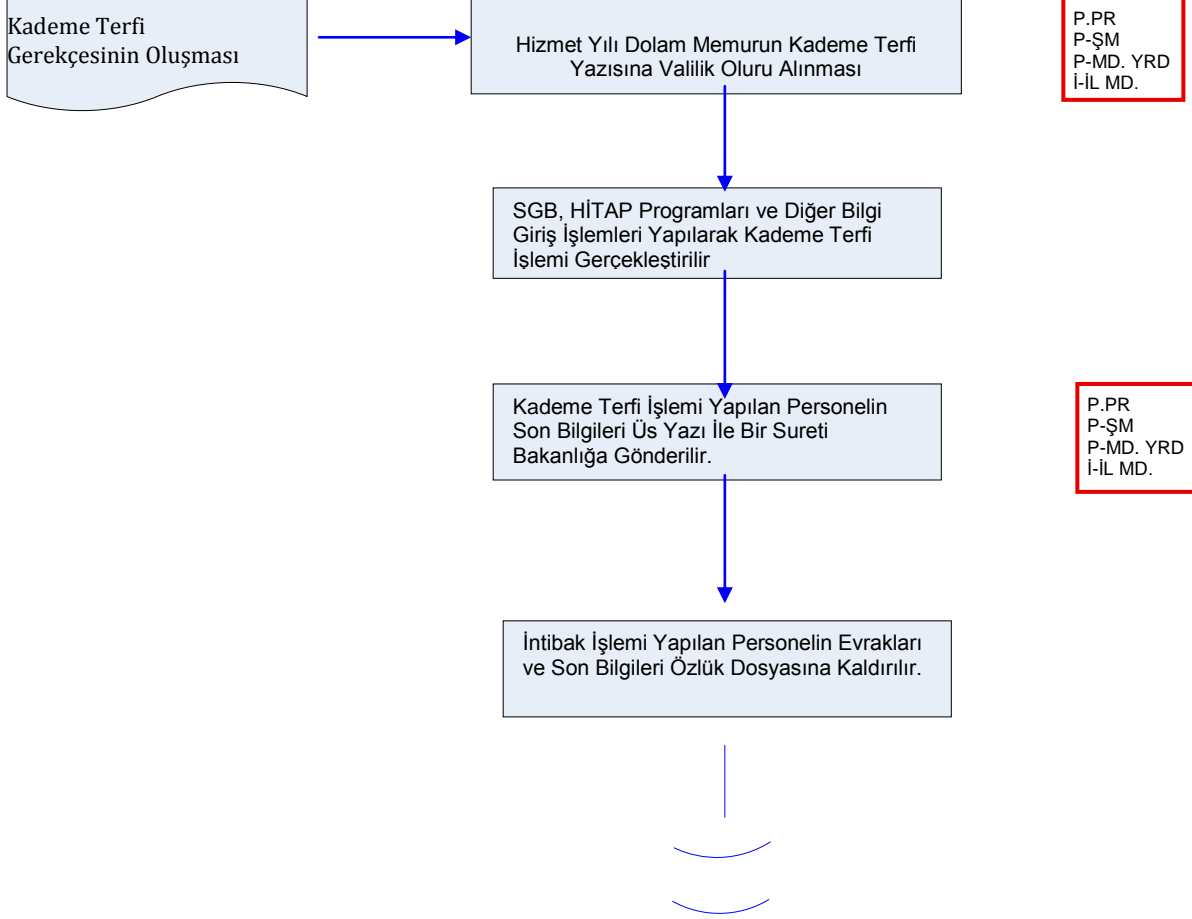 Kademe Terfi
Gerekçesinin Oluşması
Hizmet Yılı Dolam Memurun Kademe Terfi
Yazısına Valilik Oluru Alınması
P.PR
P-ŞM
P-MD. YRD
İ-İL MD.
SGB, HİTAP Programları ve Diğer Bilgi
Giriş İşlemleri Yapılarak Kademe Terfi
İşlemi Gerçekleştirilir
Kademe Terfi İşlemi Yapılan Personelin
Son Bilgileri Üs Yazı İle Bir Sureti
Bakanlığa Gönderilir.
P.PR
P-ŞM
P-MD. YRD
İ-İL MD.
İntibak İşlemi Yapılan Personelin Evrakları
ve Son Bilgileri Özlük Dosyasına Kaldırılır.